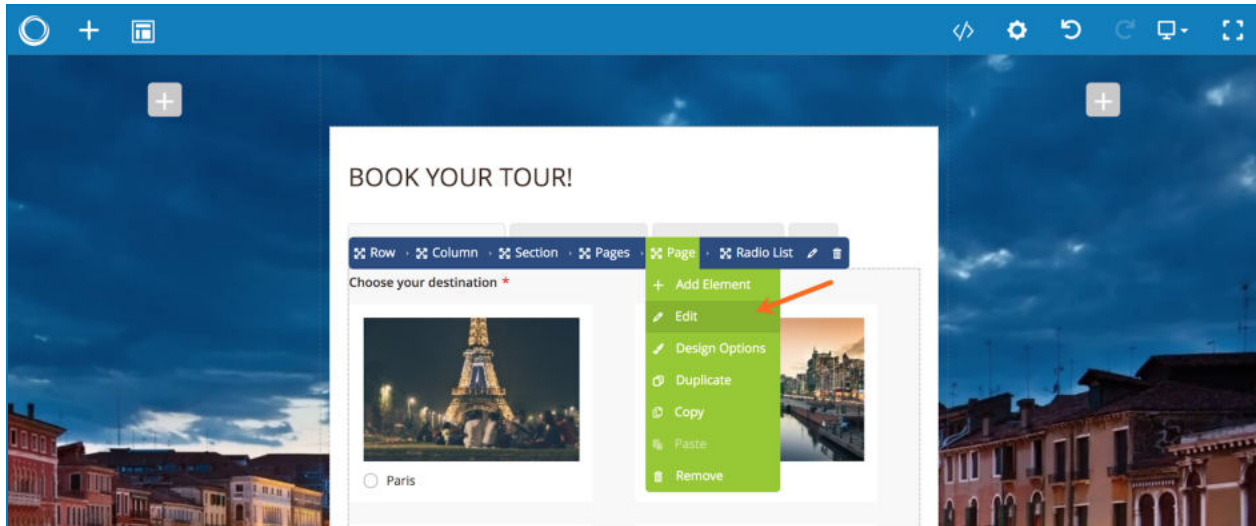 BOOK YOUR TOUR!
Row › Column › Section › Pages › Page › Radio List
Choose your destination *
Add Element
Edit
Design Options
Duplicate
Copy
Paste
Remove
Paris